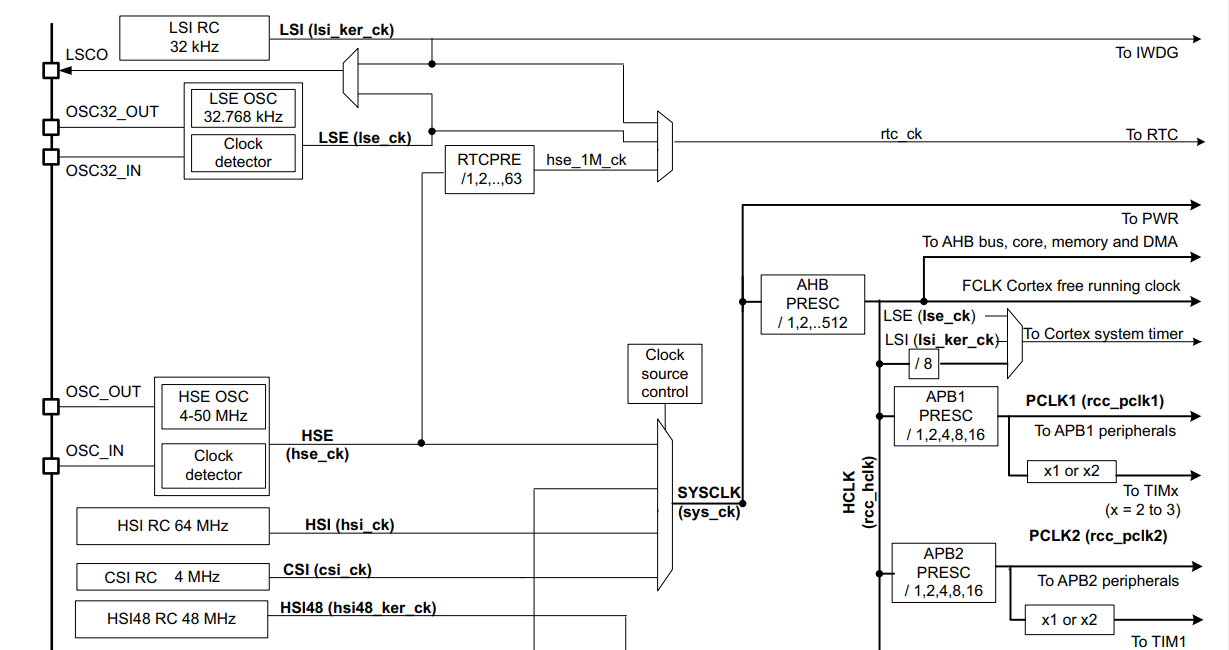 LSI RC
32 kHz
LSI (lsi_ker_ck)
To IWDG
LSCO
OSC32_OUT
LSE OSC
32.768 kHz
Clock
detector
LSE (lse_ck)
OSC32_IN
RTCPRE
/1,2,..,63
hse_1M_ck
rtc_ck
To RTC
To PWR
To AHB bus, core, memory and DMA
AHB
PRESC
/ 1,2,..512
FCLK Cortex free running clock
LSE (lse_ck)
LSI (lsi_ker_ck)
To Cortex system timer
/ 8
Clock
source
control
OSC_OUT
HSE OSC
4-50 MHz
OSC_IN
Clock
detector
HSE
(hse_ck)
APB1
PRESC
/ 1,2,4,8,16
PCLK1 (rcc_pclk1)
To APB1 peripherals
x1 or x2
To TIMx
(x = 2 to 3)
SYSCLK
(sys_ck)
HCLK
(rcc_hclk)
HSI RC 64 MHz
HSI (hsi_ck)
CSI RC 4 MHz
CSI (csi_ck)
HSI48 RC 48 MHz
HSI48 (hsi48_ker_ck)
PCLK2 (rcc_pclk2)
APB2
PRESC
/ 1,2,4,8,16
To APB2 peripherals
x1 or x2
To TIM1